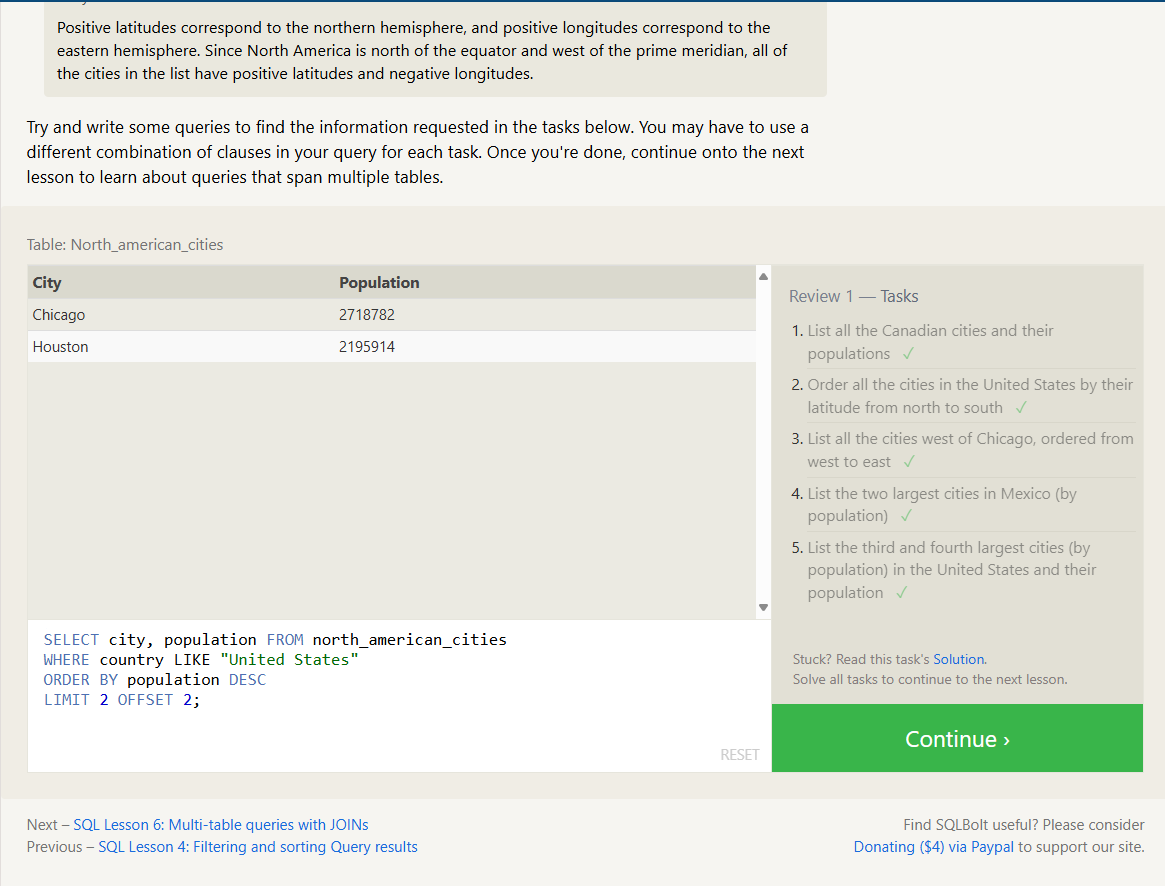 Positive latitudes correspond to the northern hemisphere, and positive longitudes correspond to the
eastern hemisphere. Since North America is north of the equator and west of the prime meridian, all of
the cities in the list have positive latitudes and negative longitudes.
Try and write some queries to find the information requested in the tasks below. You may have to use a
different combination of clauses in your query for each task. Once you're done, continue onto the next
lesson to learn about queries that span multiple tables.
Table: North_american_cities
City Population
Chicago 2718782
Houston 2195914
SELECT city, population FROM north_american_cities
WHERE country LIKE "United States"
ORDER BY population DESC
LIMIT 2 OFFSET 2;
RESET
Review 1 — Tasks
1. List all the Canadian cities and their
populations ✓
2. Order all the cities in the United States by their
latitude from north to south ✓
3. List all the cities west of Chicago, ordered from
west to east ✓
4. List the two largest cities in Mexico (by
population) ✓
5. List the third and fourth largest cities (by
population) in the United States and their
population ✓
Stuck? Read this task's Solution.
Solve all tasks to continue to the next lesson.
Continue ›
Next – SQL Lesson 6: Multi-table queries with JOINs
Previous – SQL Lesson 4: Filtering and sorting Query results
Find SQLBolt useful? Please consider
Donating ($4) via Paypal to support our site.